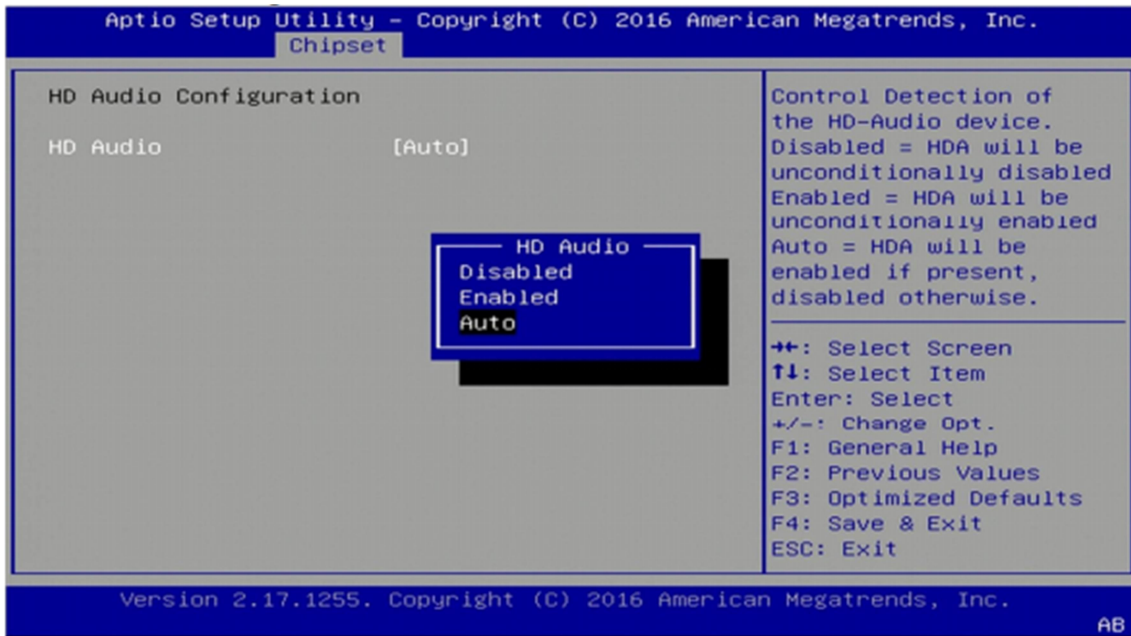 Aptio Setup Utility – Copyright (C) 2016 American Megatrends, Inc.
Chipset
HD Audio Configuration
HD Audio [Auto]
HD Audio
Disabled
Enabled
Auto
Control Detection of
the HD-Audio device.
Disabled = HDA will be
unconditionally disabled
Enabled = HDA will be
unconditionally enabled
Auto = HDA will be
enabled if present,
disabled otherwise.
→←: Select Screen
↑↓: Select Item
Enter: Select
+/-: Change Opt.
F1: General Help
F2: Previous Values
F3: Optimized Defaults
F4: Save & Exit
ESC: Exit
Version 2.17.1255. Copyright (C) 2016 American Megatrends, Inc.
AB